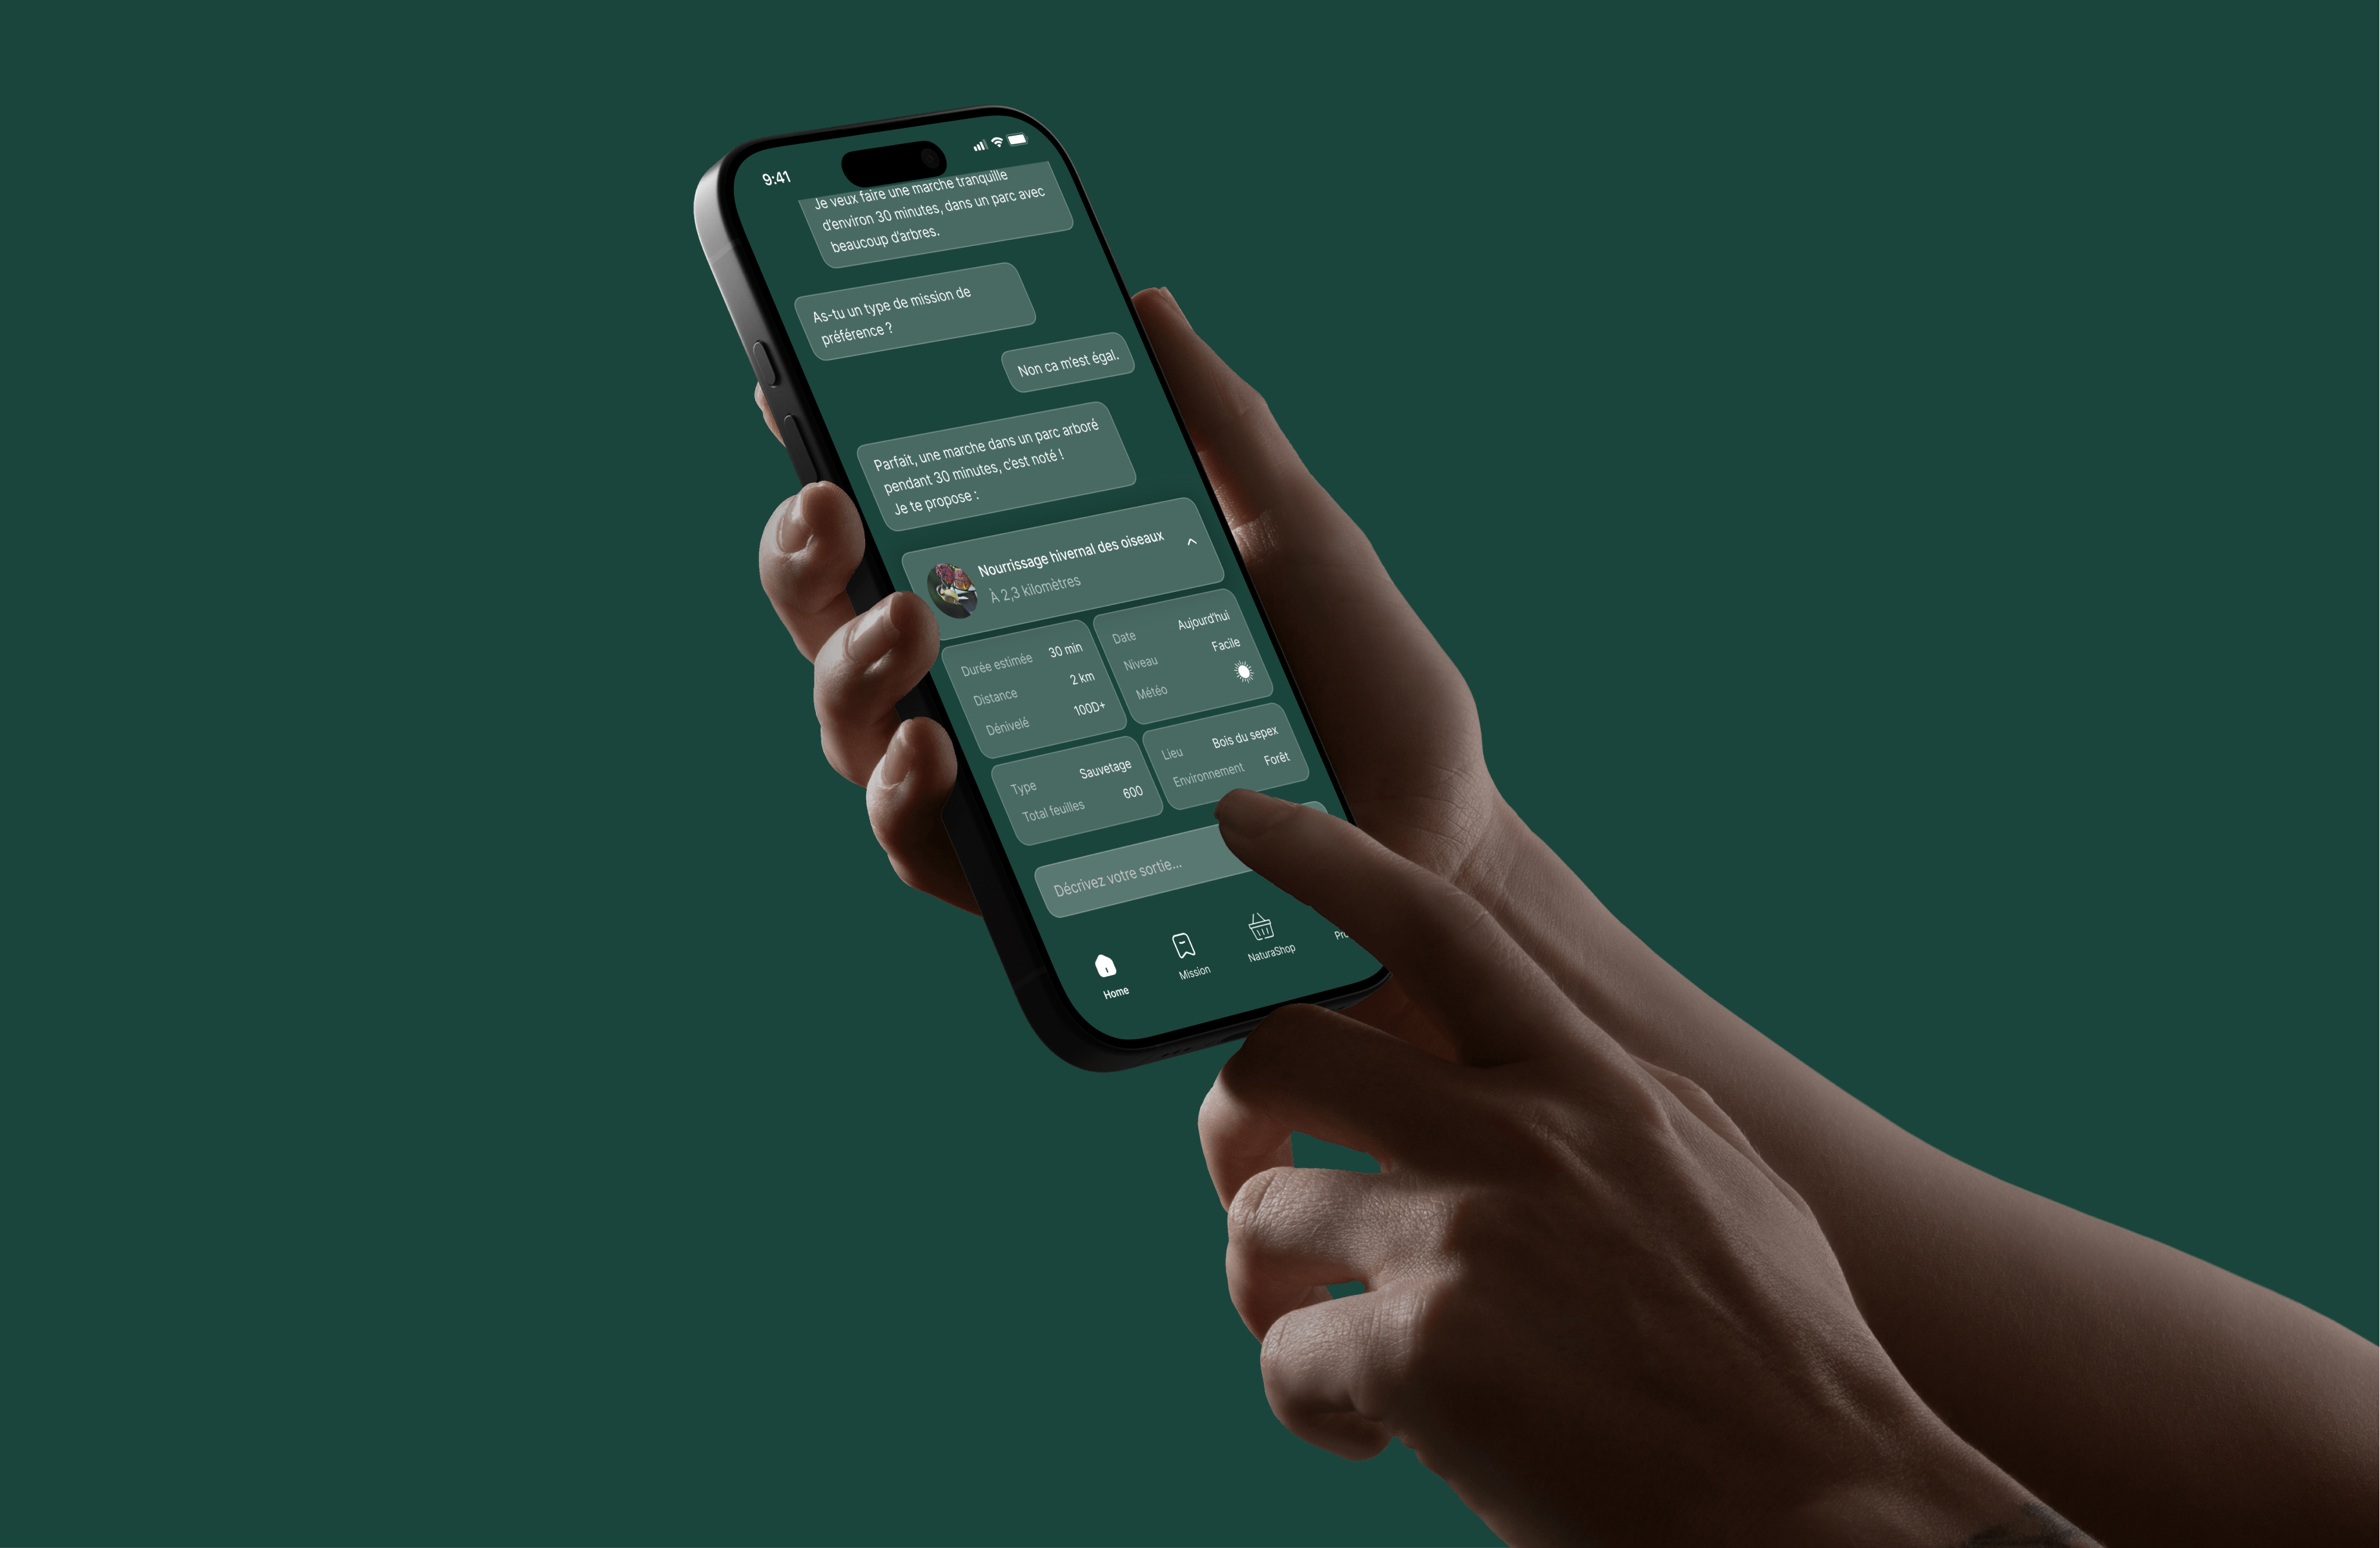 9:41
Je veux faire une marche tranquille
d'environ 30 minutes, dans un parc avec
beaucoup d'arbres.
As-tu un type de mission de
préférence ?
Non ca m'est égal.
Parfait, une marche dans un parc arboré
pendant 30 minutes, c'est noté !
Je te propose :
Nourrissage hivernal des oiseaux
À 2,3 kilomètres
Durée estimée 30 min
Distance 2 km
Dénivelé 100D+
Date Aujourd'hui
Niveau Facile
Météo
Type Sauvetage
Total feuilles 600
Lieu Bois du sepex
Environnement Forêt
Décrivez votre sortie...
Home
Mission
NaturaShop